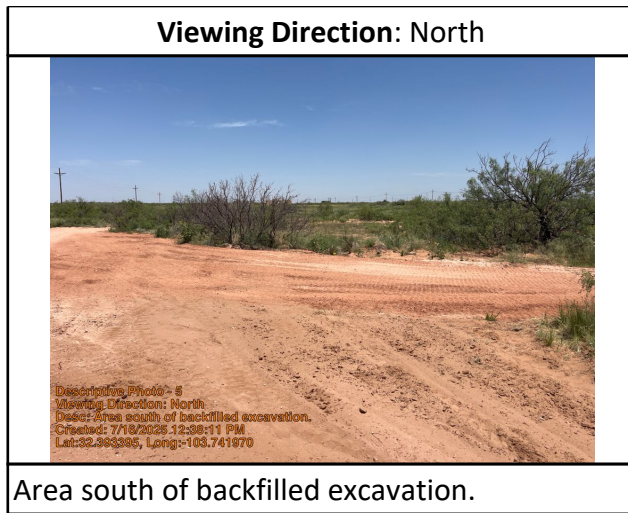 Viewing Direction: North
Descriptive Photo - 5
Viewing Direction: North
Desc: Area south of backfilled excavation.
Created: 7/18/2025 12:38:11 PM
Lat:32.393395, Long:-103.741970
Area south of backfilled excavation.